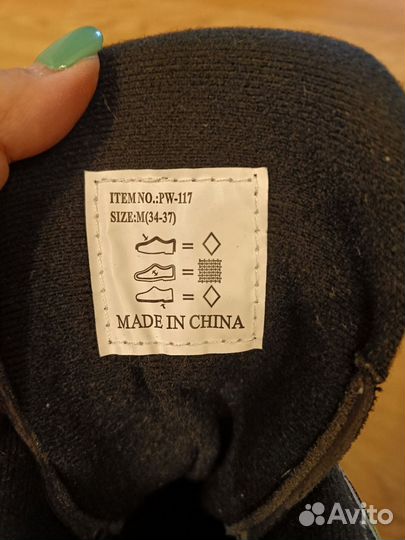 ITEM NO.:PW-117
SIZE:M(34-37)
MADE IN CHINA
Avito